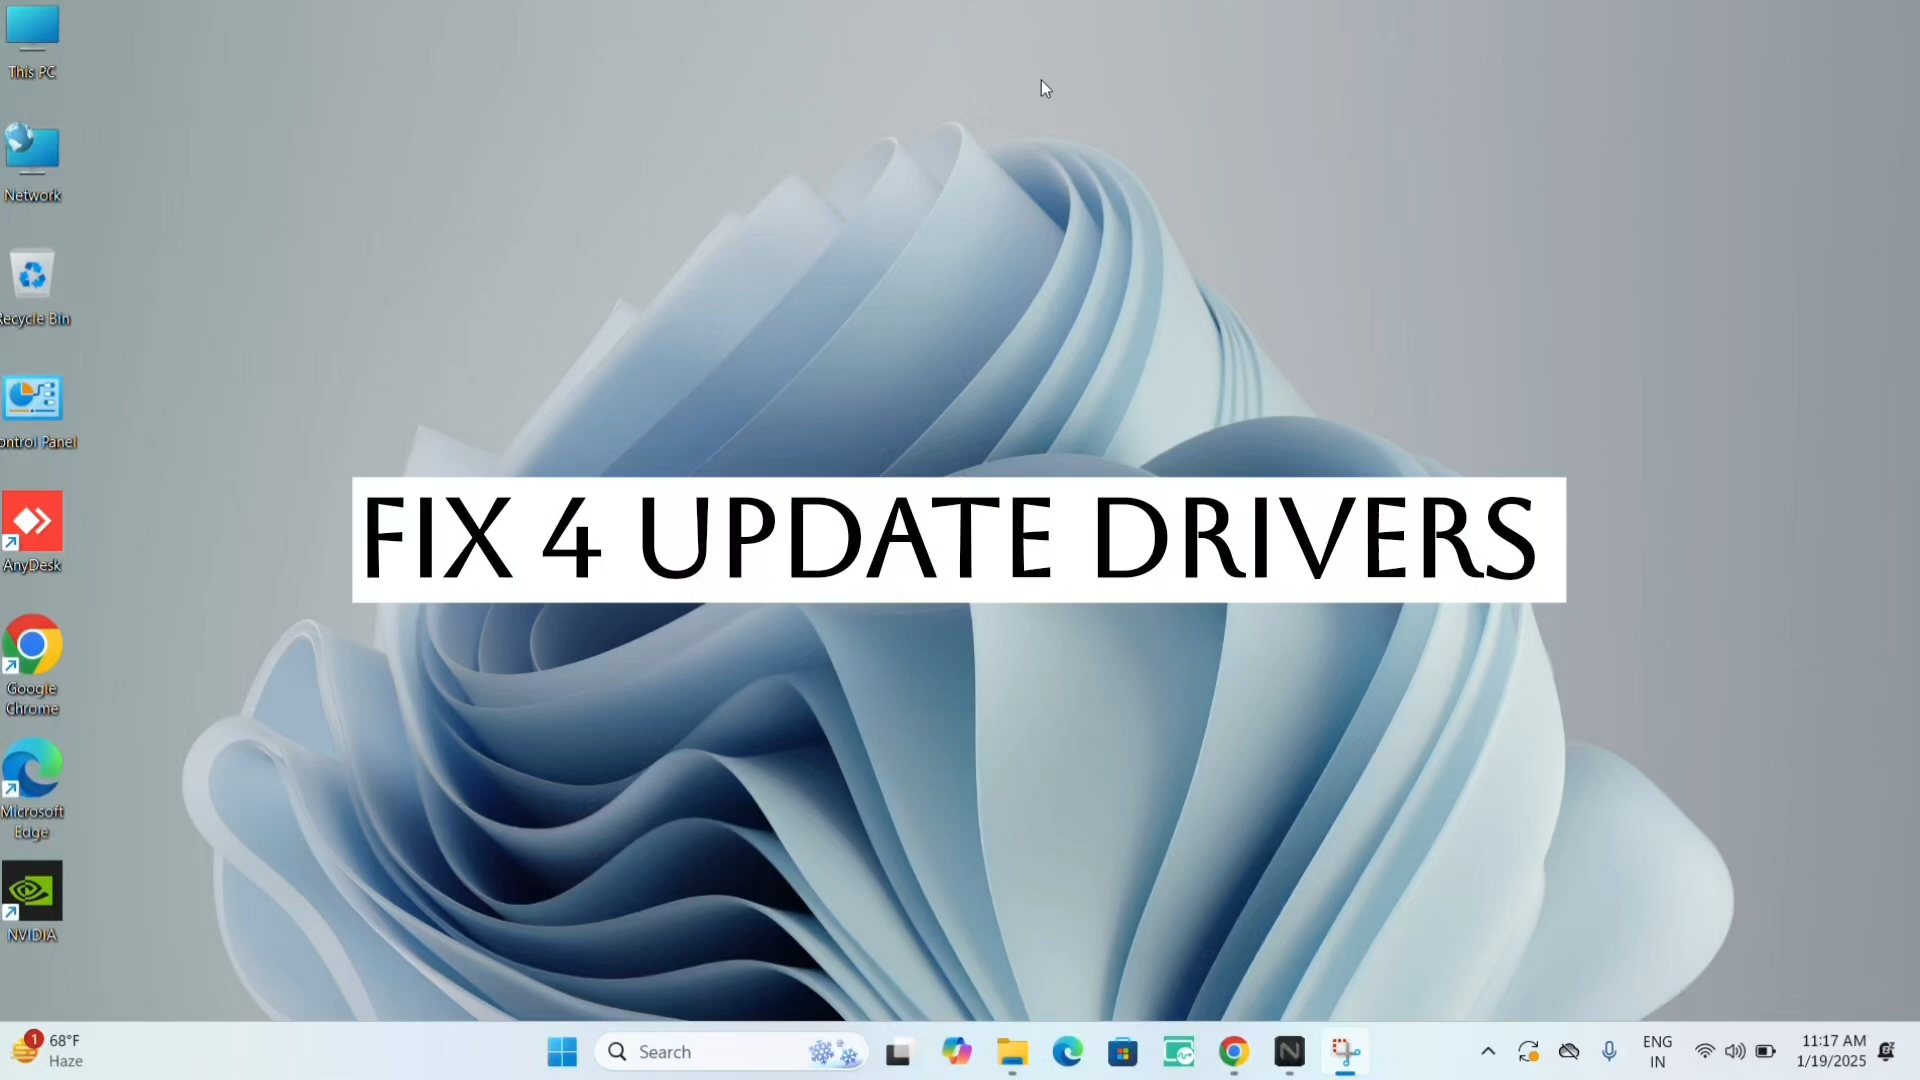 This PC
Network
Recycle Bin
ontrol Panel
AnyDesk
Google
Chrome
Microsoft
Edge
NVIDIA
FIX 4 UPDATE DRIVERS
1
68°F
Haze
Search
ENG
IN
11:17 AM
1/19/2025